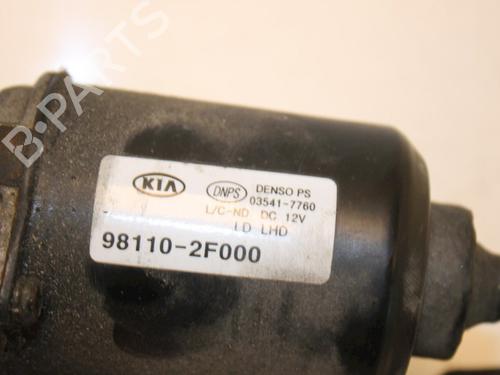 B-PARTS
KIA DNPS DENSO PS
03541-7760
L/C-ND DC 12V
LD LHD
98110-2F000